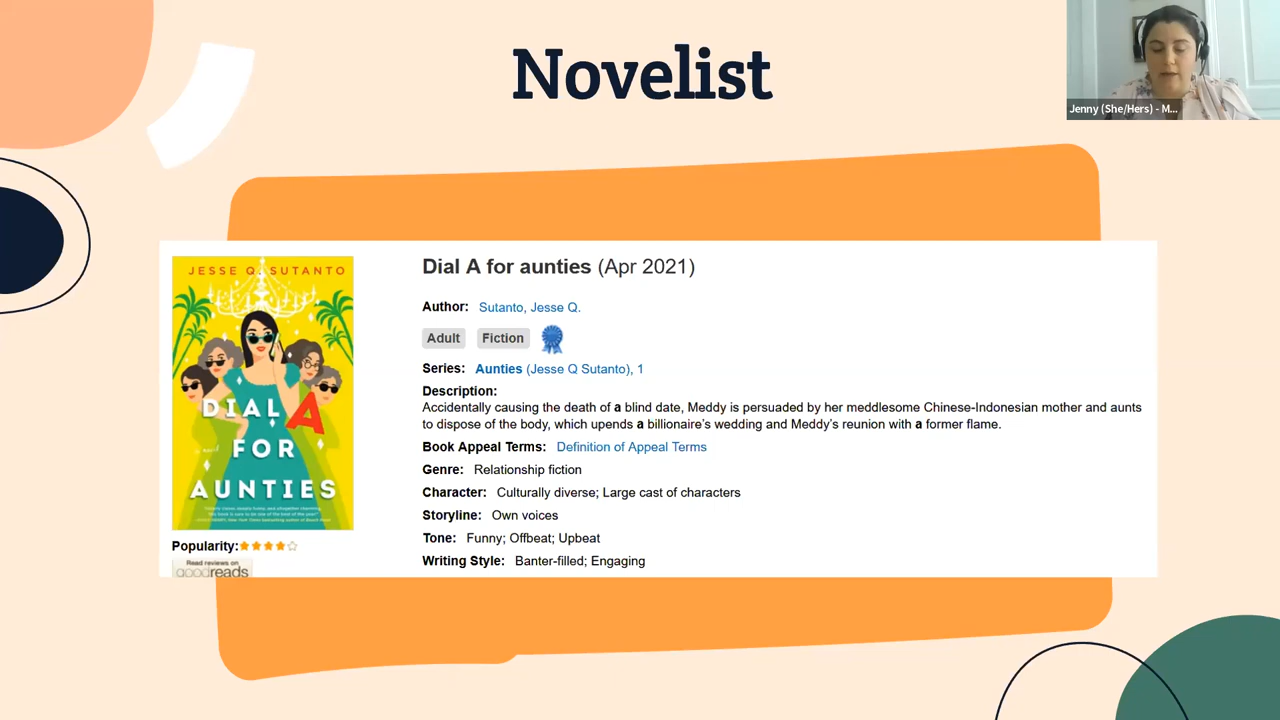 Novelist
Jenny (She/Hers) - M...
JESSE Q. SUTANTO
DIAL A
FOR
AUNTIES
Popularity:
Read reviews on
goodreads
Dial A for aunties (Apr 2021)
Author: Sutanto, Jesse Q.
Adult Fiction
Series: Aunties (Jesse Q Sutanto), 1
Description:
Accidentally causing the death of a blind date, Meddy is persuaded by her meddlesome Chinese-Indonesian mother and aunts
to dispose of the body, which upends a billionaire's wedding and Meddy's reunion with a former flame.
Book Appeal Terms: Definition of Appeal Terms
Genre: Relationship fiction
Character: Culturally diverse; Large cast of characters
Storyline: Own voices
Tone: Funny; Offbeat; Upbeat
Writing Style: Banter-filled; Engaging